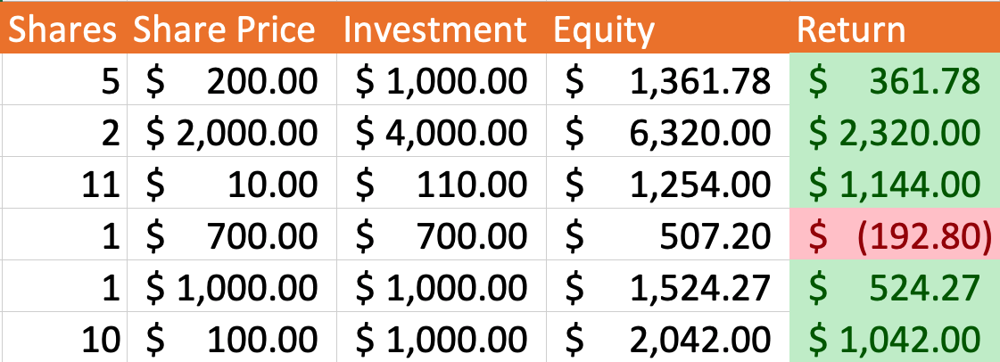 Shares Share Price Investment Equity Return
5 $ 200.00 $ 1,000.00 $ 1,361.78 $ 361.78
2 $ 2,000.00 $ 4,000.00 $ 6,320.00 $ 2,320.00
11 $ 10.00 $ 110.00 $ 1,254.00 $ 1,144.00
1 $ 700.00 $ 700.00 $ 507.20 $ (192.80)
1 $ 1,000.00 $ 1,000.00 $ 1,524.27 $ 524.27
10 $ 100.00 $ 1,000.00 $ 2,042.00 $ 1,042.00